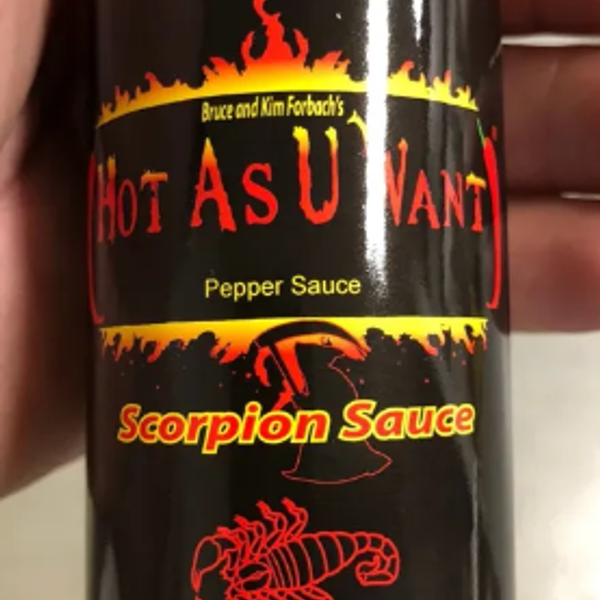 Bruce and Kim Forbach's
HOT AS U WANT
Pepper Sauce
Scorpion Sauce